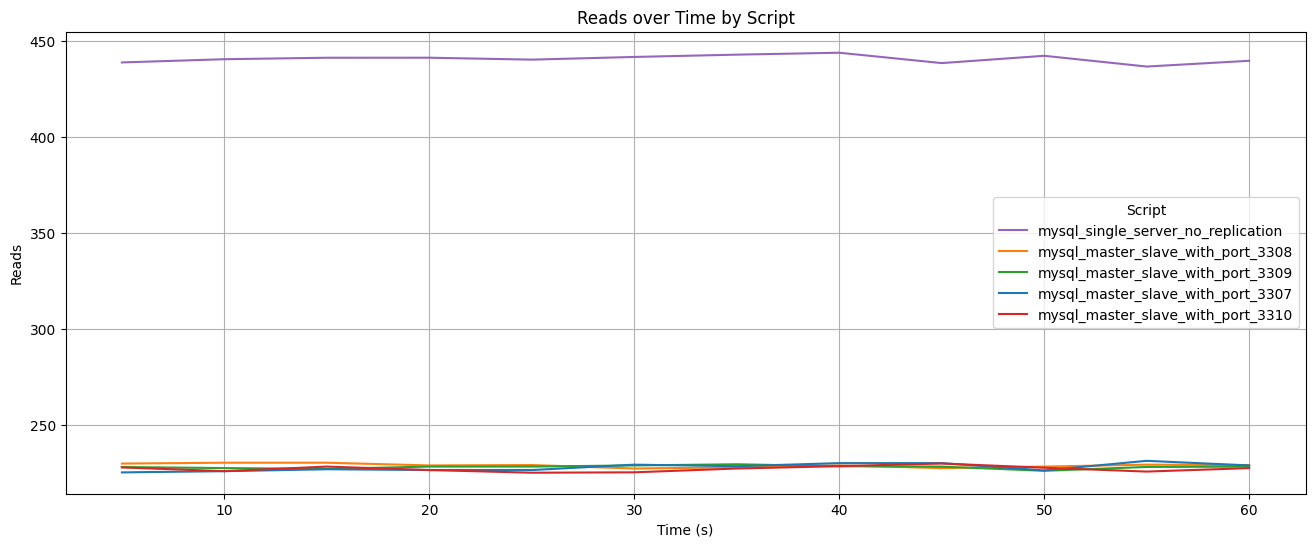 Reads over Time by Script
450
400
350
300
250
Reads
10
20
30
40
50
60
Time (s)
Script
mysql_single_server_no_replication
mysql_master_slave_with_port_3308
mysql_master_slave_with_port_3309
mysql_master_slave_with_port_3307
mysql_master_slave_with_port_3310